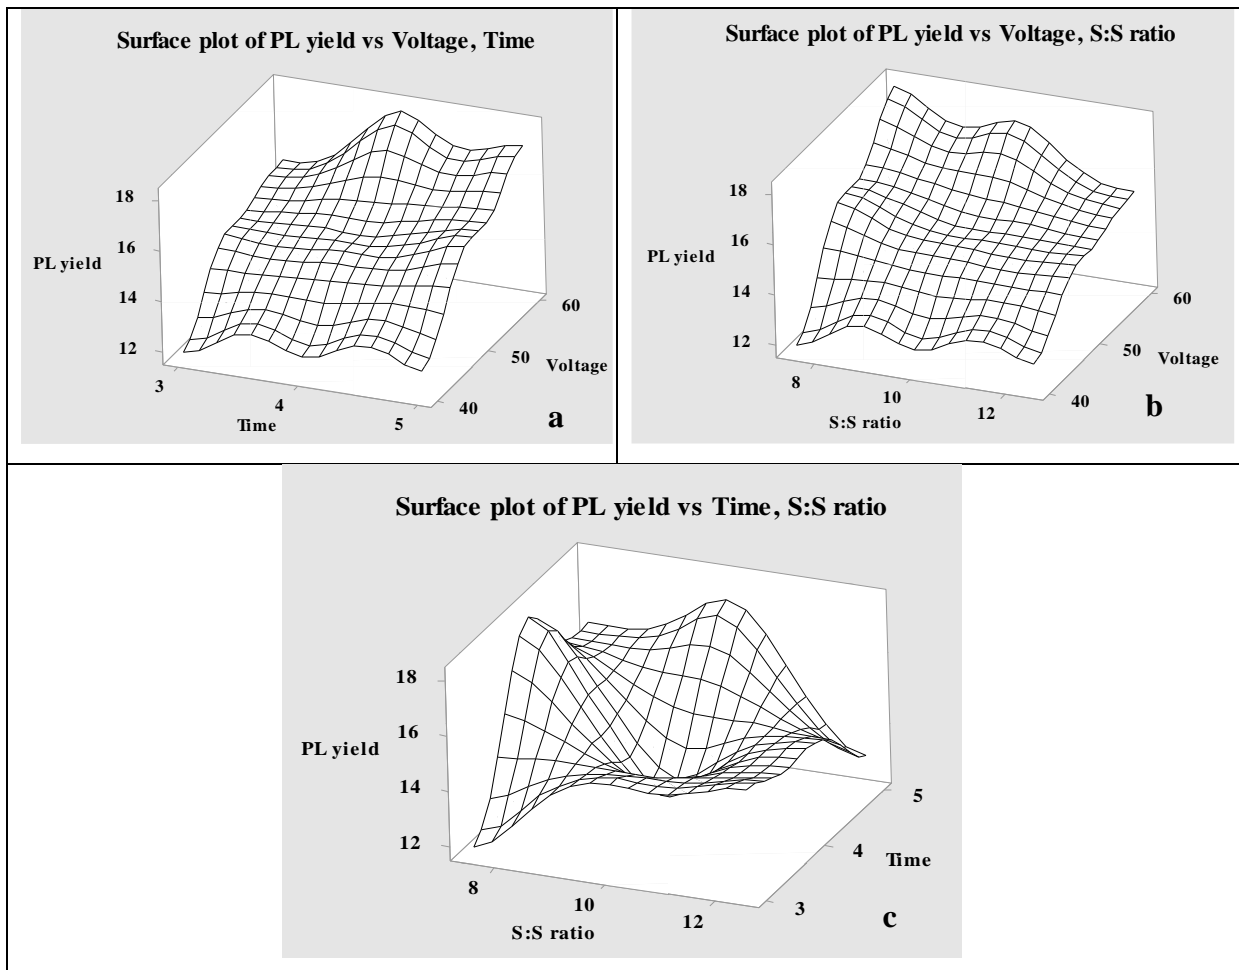 Surface plot of PL yield vs Voltage, Time
18
16
PL yield
14
12
3
4
5
Time
40
50
60
Voltage
a
Surface plot of PL yield vs Voltage, S:S ratio
18
16
PL yield
14
12
8
10
12
S:S ratio
40
50
60
Voltage
b
Surface plot of PL yield vs Time, S:S ratio
18
16
PL yield
14
12
8
10
12
S:S ratio
3
4
5
Time
c